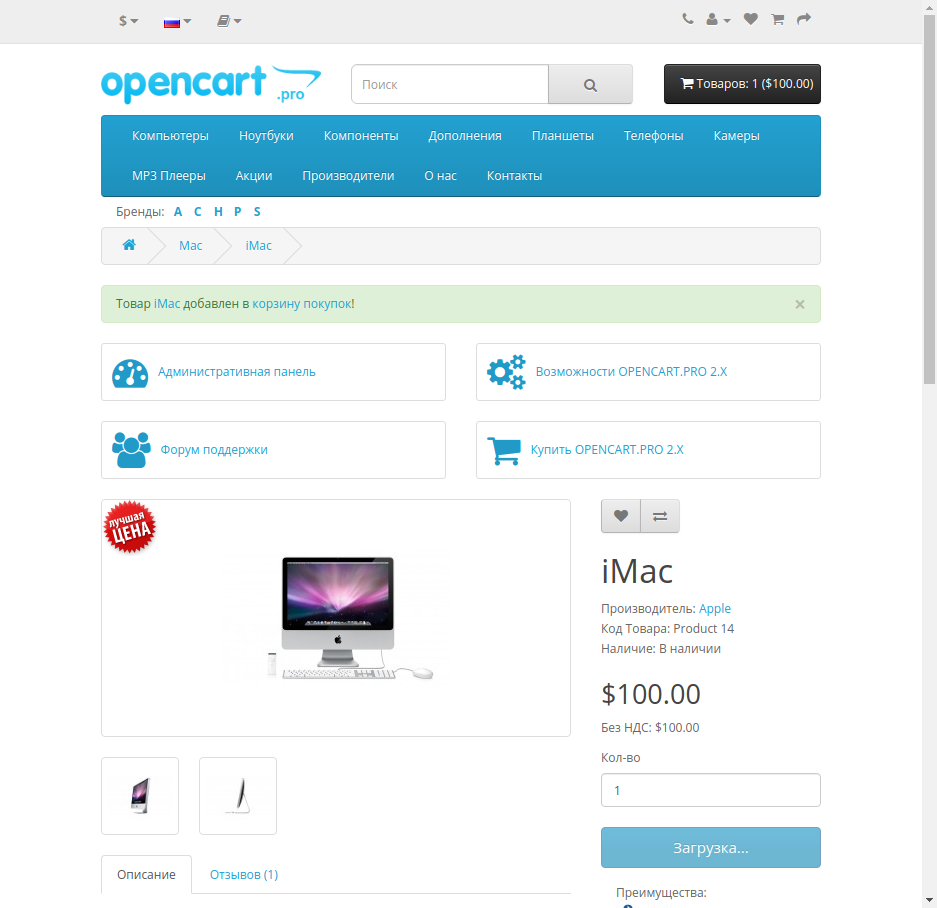 $
opencart
.pro
Поиск
Товаров: 1 ($100.00)
Компьютеры Ноутбуки Компоненты Дополнения Планшеты Телефоны Камеры
MP3 Плееры Акции Производители О нас Контакты
Бренды: A C H P S
Mac iMac
Товар iMac добавлен в корзину покупок!
×
Административная панель
Возможности OPENCART.PRO 2.X
Форум поддержки
Купить OPENCART.PRO 2.X
лучшая
ЦЕНА
iMac
Производитель: Apple
Код Товара: Product 14
Наличие: В наличии
$100.00
Без НДС: $100.00
Кол-во
1
Загрузка...
Описание Отзывов (1)
Преимущества: